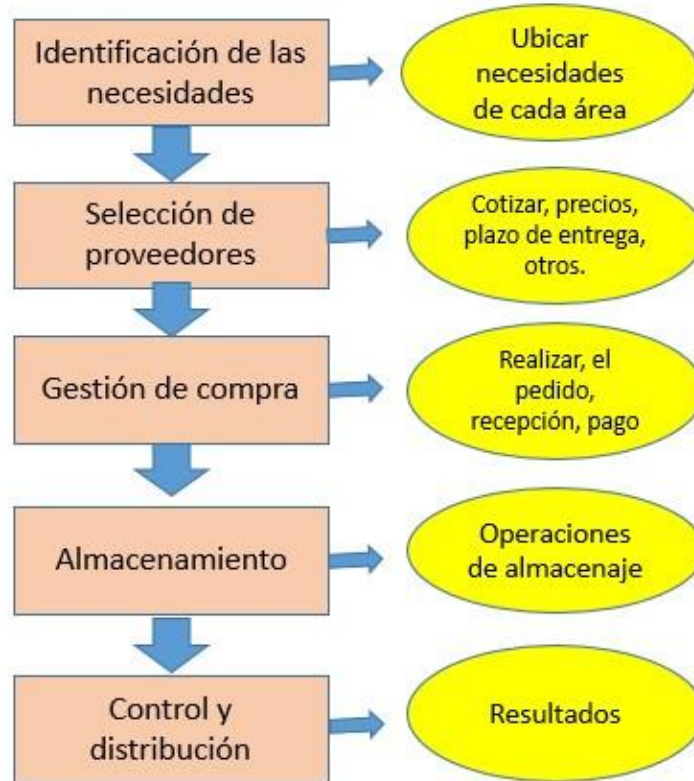 Identificación de las
necesidades
Ubicar
necesidades
de cada área
Selección de
proveedores
Cotizar, precios,
plazo de entrega,
otros.
Gestión de compra
Realizar, el
pedido,
recepción, pago
Almacenamiento
Operaciones
de almacenaje
Control y
distribución
Resultados